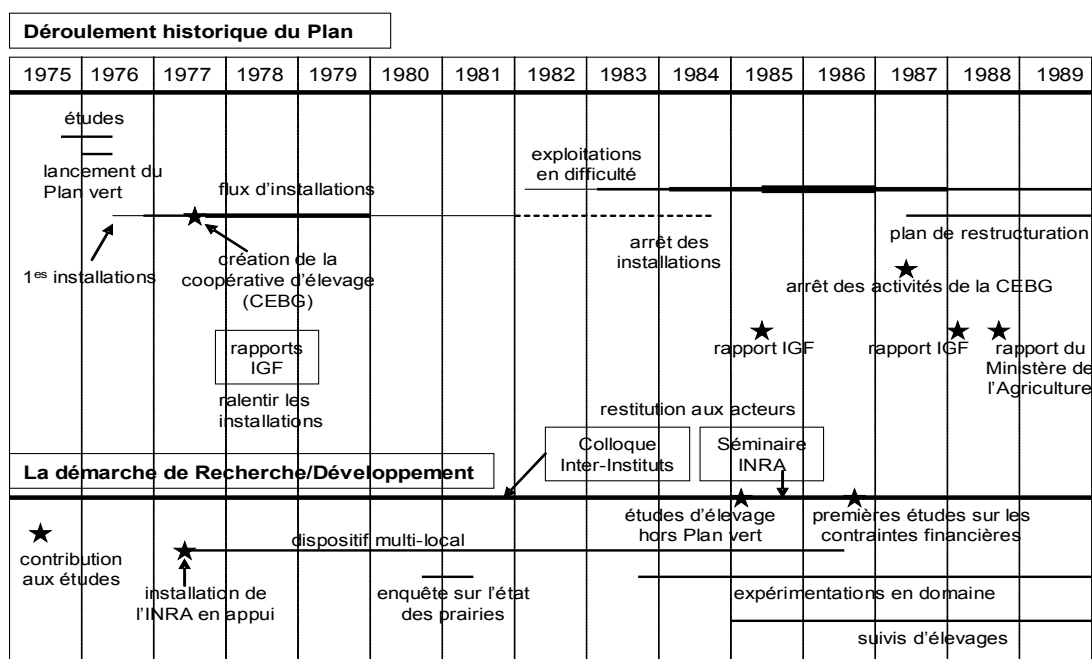 Déroulement historique du Plan
1975 1976 1977 1978 1979 1980 1981 1982 1983 1984 1985 1986 1987 1988 1989
études
lancement du
Plan vert
flux d'installations
exploitations
en difficulté
1es installations
création de la
coopérative d'élevage
(CEBG)
arrêt des
installations
plan de restructuration
arrêt des activités de la CEBG
rapports
IGF
ralentir les
installations
rapport IGF
rapport IGF
rapport du
Ministère de
l'Agriculture
restitution aux acteurs
Colloque
Inter-Instituts
Séminaire
INRA
La démarche de Recherche/Développement
contribution
aux études
installation de
l'INRA en appui
dispositif multi-local
enquête sur l'état
des prairies
études d'élevage
hors Plan vert
premières études sur les
contraintes financières
expérimentations en domaine
suivis d'élevages